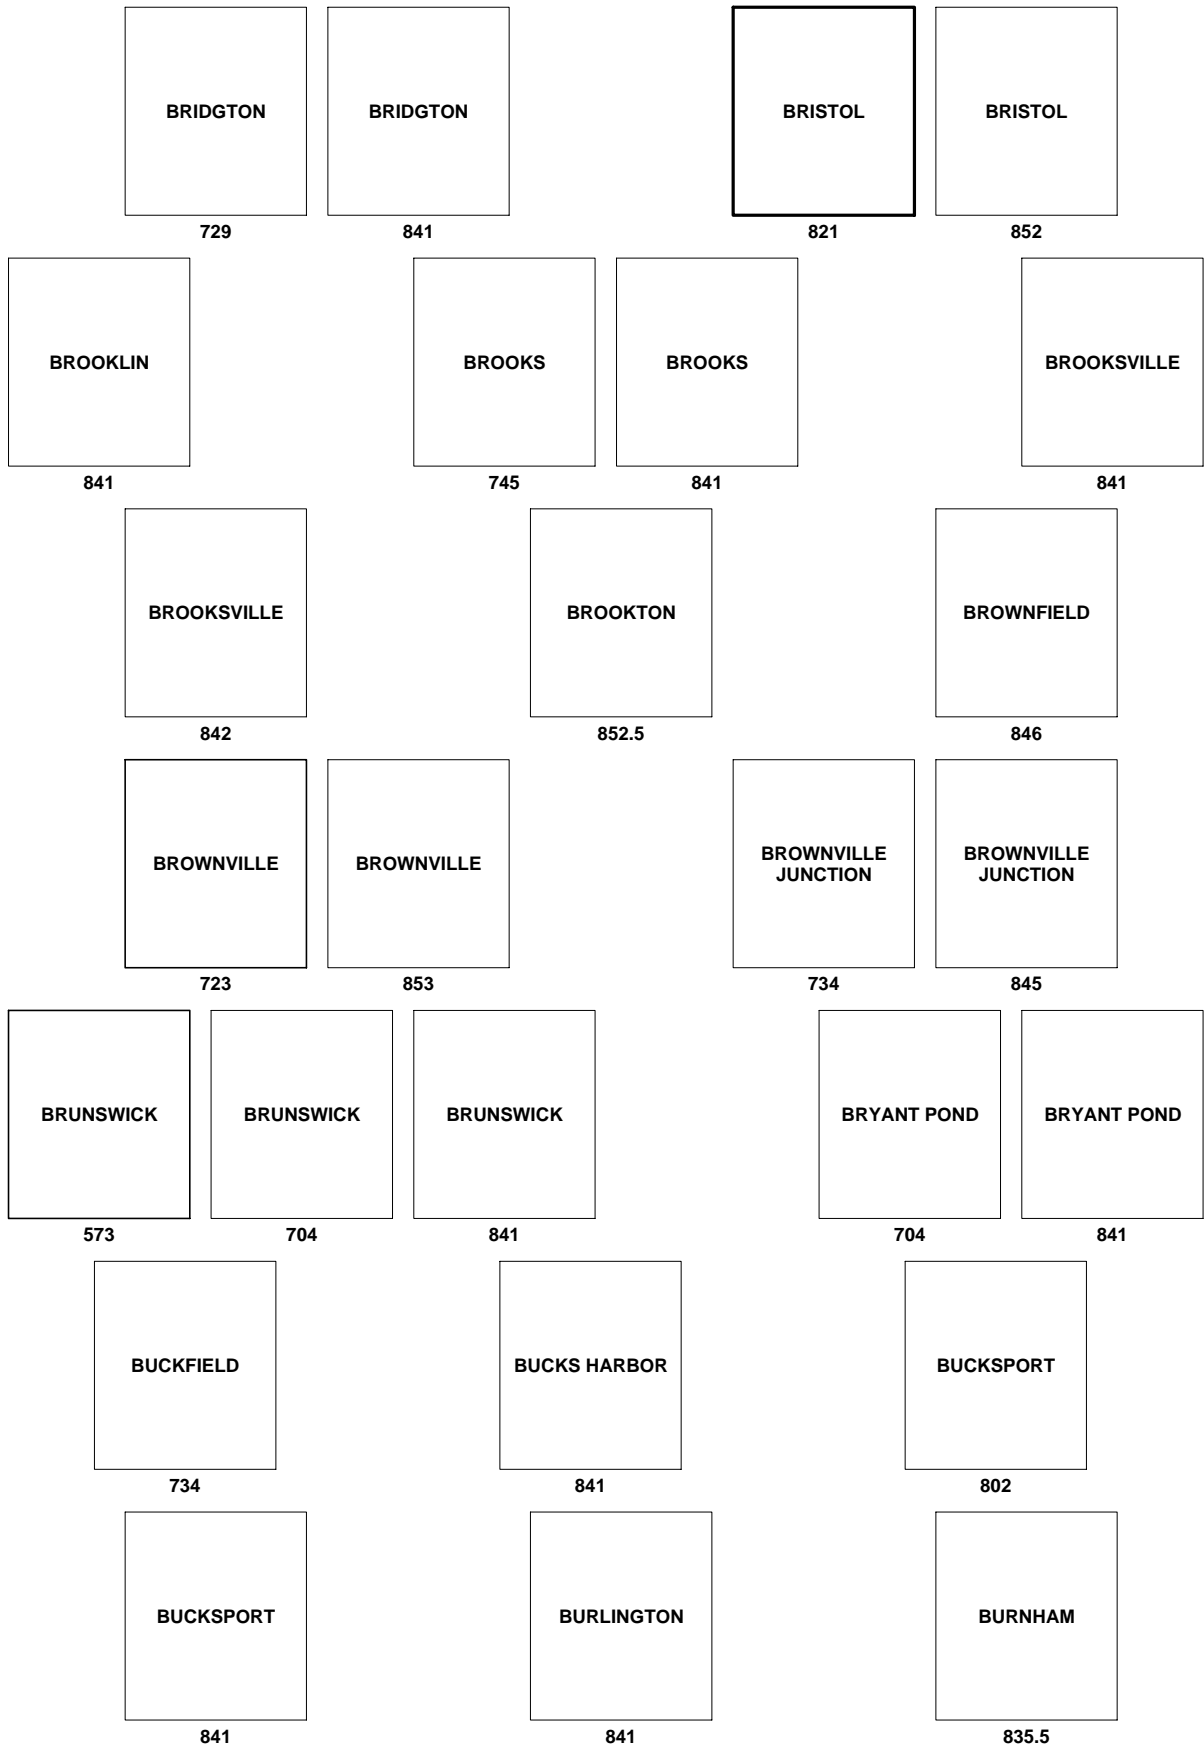 BRIDGTON
BRIDGTON
BRISTOL
BRISTOL
729
841
821
852
BROOKLIN
BROOKS
BROOKS
BROOKSVILLE
841
745
841
841
BROOKSVILLE
BROOKTON
BROWNFIELD
842
852.5
846
BROWNVILLE
BROWNVILLE
BROWNVILLE
JUNCTION
BROWNVILLE
JUNCTION
723
853
734
845
BRUNSWICK
BRUNSWICK
BRUNSWICK
BRYANT POND
BRYANT POND
573
704
841
704
841
BUCKFIELD
BUCKS HARBOR
BUCKSPORT
734
841
802
BUCKSPORT
BURLINGTON
BURNHAM
841
841
835.5